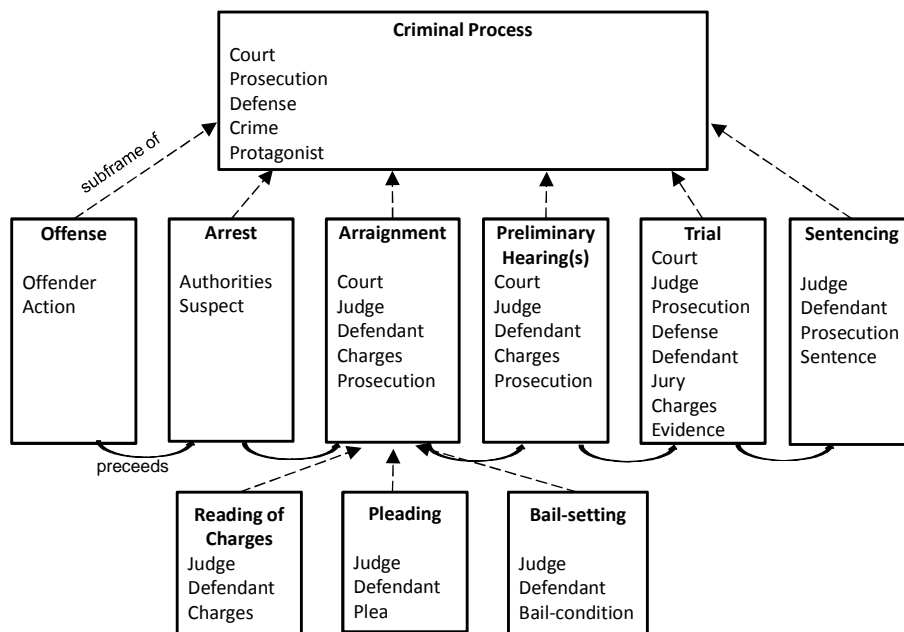 Criminal Process
Court
Prosecution
Defense
Crime
Protagonist
subframe of
Offense
Offender
Action
Arrest
Authorities
Suspect
Arraignment
Court
Judge
Defendant
Charges
Prosecution
Preliminary
Hearing(s)
Court
Judge
Defendant
Charges
Prosecution
Trial
Court
Judge
Prosecution
Defense
Defendant
Jury
Charges
Evidence
Sentencing
Judge
Defendant
Prosecution
Sentence
preceeds
Reading of
Charges
Judge
Defendant
Charges
Pleading
Judge
Defendant
Plea
Bail-setting
Judge
Defendant
Bail-condition